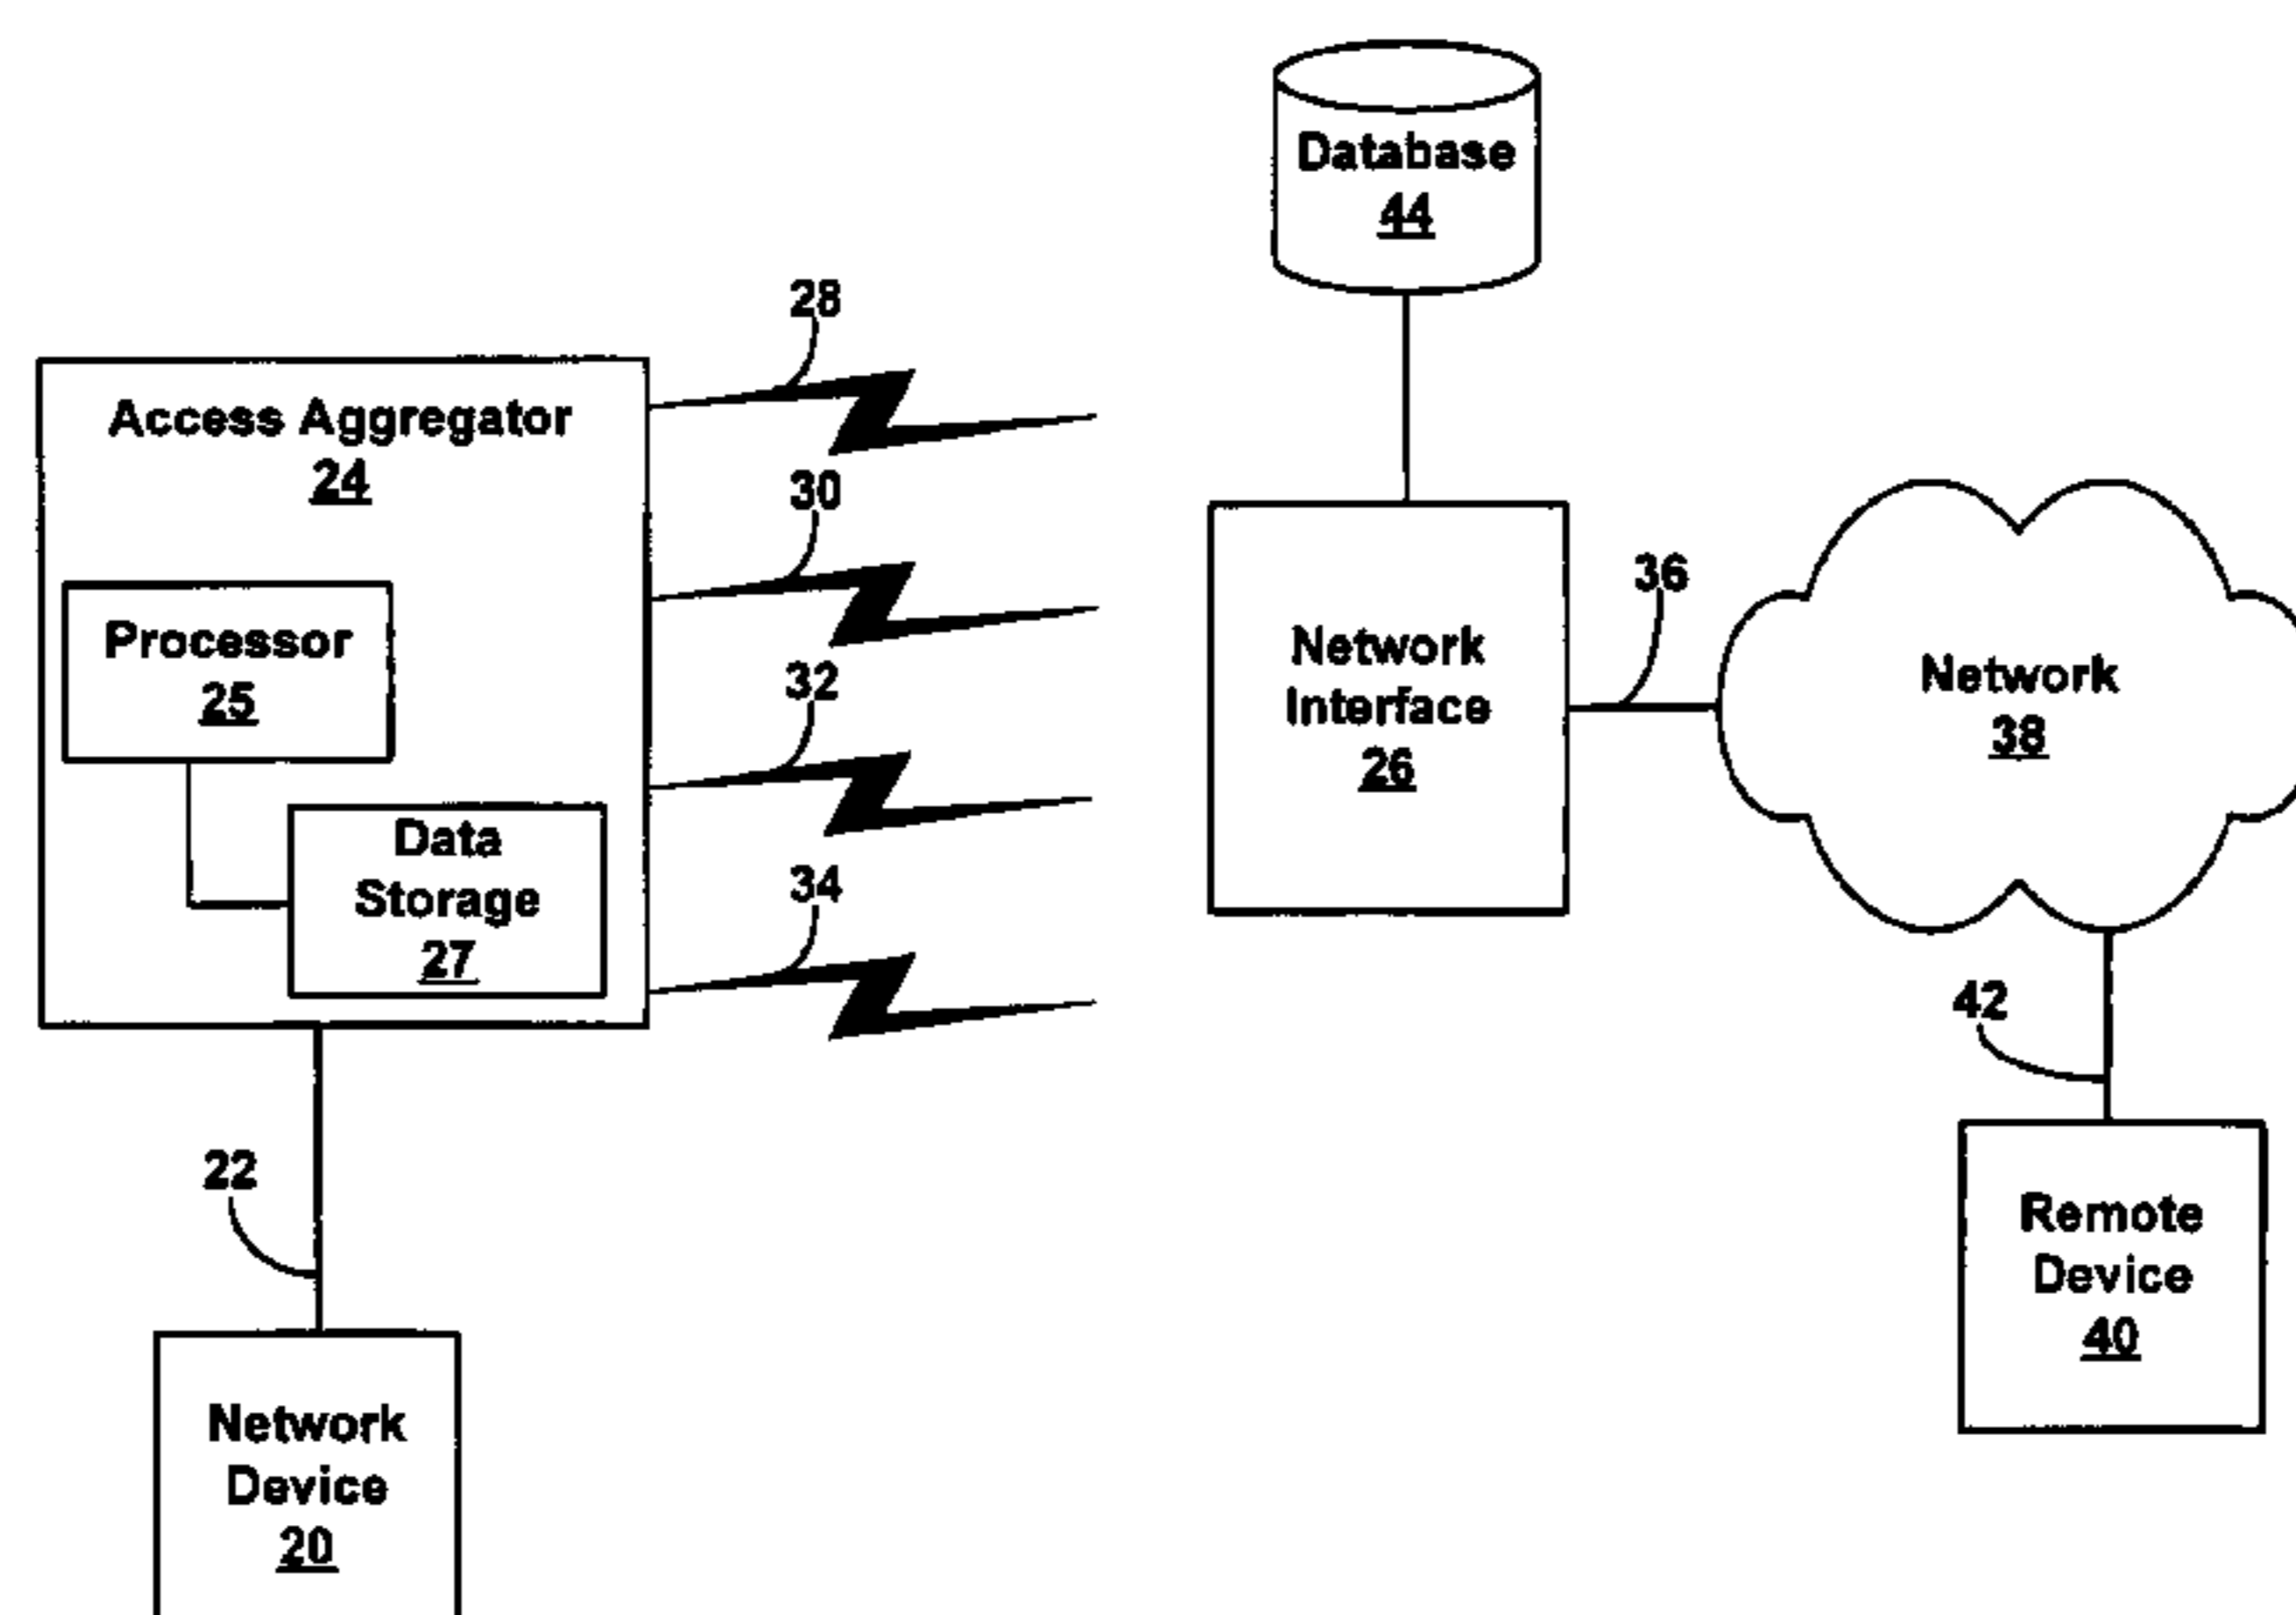 Database
44
28
Access Aggregator
24
30
36
Processor
25
Network
Interface
26
Network
38
32
Data
Storage
27
34
42
22
Remote
Device
40
Network
Device
20